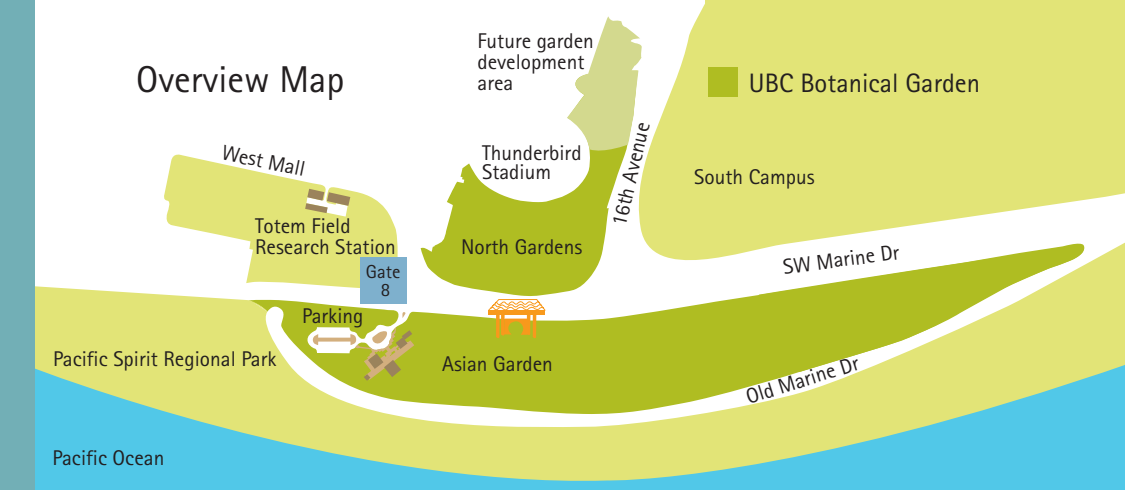 Overview Map
Future garden
development
area
UBC Botanical Garden
West Mall
Thunderbird
Stadium
16th Avenue
South Campus
Totem Field
Research Station
North Gardens
SW Marine Dr
Gate
8
Parking
Pacific Spirit Regional Park
Asian Garden
Old Marine Dr
Pacific Ocean